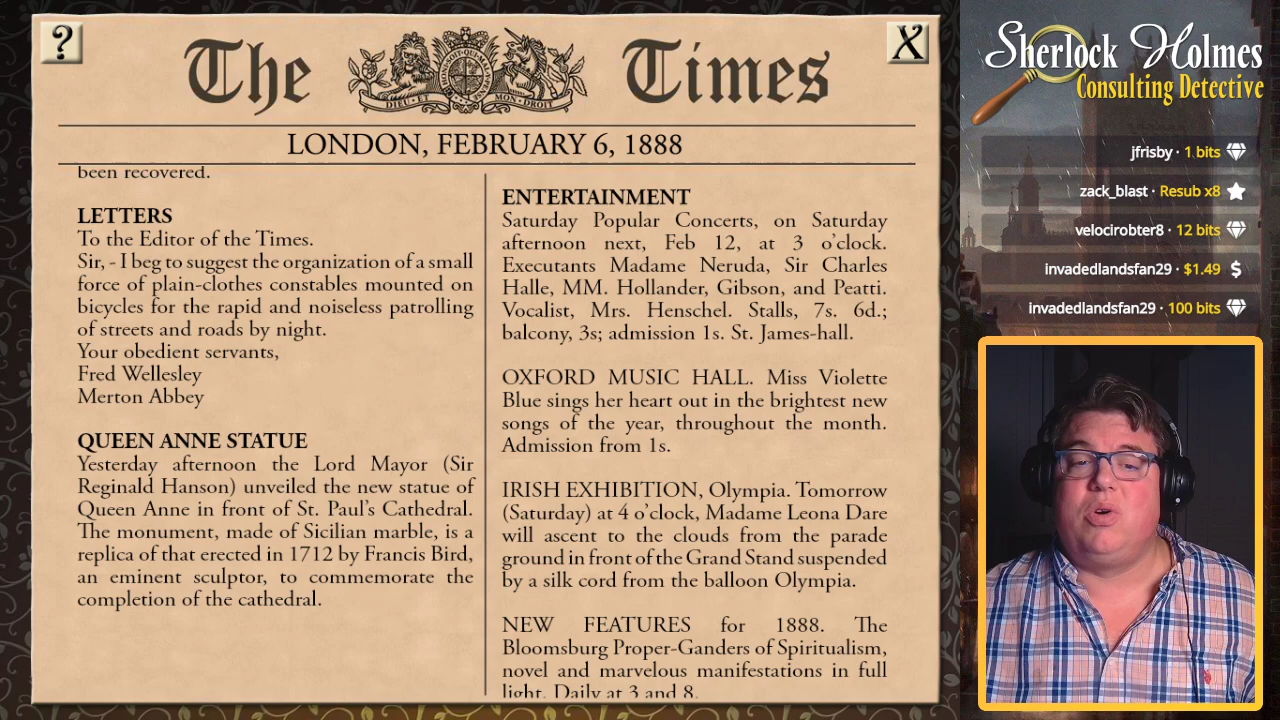 ?
The Times
DIEU·ET MON·DROIT
X
LONDON, FEBRUARY 6, 1888
been recovered.
LETTERS
To the Editor of the Times.
Sir, - I beg to suggest the organization of a small
force of plain-clothes constables mounted on
bicycles for the rapid and noiseless patrolling
of streets and roads by night.
Your obedient servants,
Fred Wellesley
Merton Abbey
QUEEN ANNE STATUE
Yesterday afternoon the Lord Mayor (Sir
Reginald Hanson) unveiled the new statue of
Queen Anne in front of St. Paul's Cathedral.
The monument, made of Sicilian marble, is a
replica of that erected in 1712 by Francis Bird,
an eminent sculptor, to commemorate the
completion of the cathedral.
ENTERTAINMENT
Saturday Popular Concerts, on Saturday
afternoon next, Feb 12, at 3 o'clock.
Executants Madame Neruda, Sir Charles
Halle, MM. Hollander, Gibson, and Peatti.
Vocalist, Mrs. Henschel. Stalls, 7s. 6d.;
balcony, 3s; admission 1s. St. James-hall.
OXFORD MUSIC HALL. Miss Violette
Blue sings her heart out in the brightest new
songs of the year, throughout the month.
Admission from 1s.
IRISH EXHIBITION, Olympia. Tomorrow
(Saturday) at 4 o'clock, Madame Leona Dare
will ascent to the clouds from the parade
ground in front of the Grand Stand suspended
by a silk cord from the balloon Olympia.
NEW FEATURES for 1888. The
Bloomsburg Proper-Ganders of Spiritualism,
novel and marvelous manifestations in full
light. Daily at 3 and 8.
Sherlock Holmes
Consulting Detective
jfrisby · 1 bits
zack_blast · Resub x8
velocirobter8 · 12 bits
invadedlandsfan29 · $1.49 $
invadedlandsfan29 · 100 bits